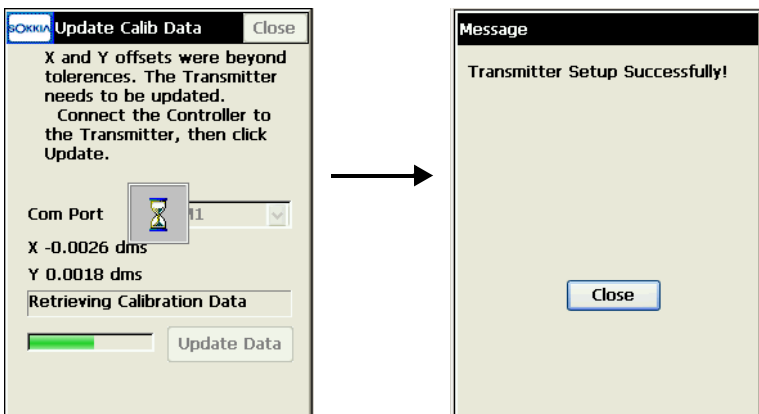 SOKKIA Update Calib Data Close
X and Y offsets were beyond
tolerences. The Transmitter
needs to be updated.
Connect the Controller to
the Transmitter, then click
Update.
Com Port
X -0.0026 dms
Y 0.0018 dms
Retrieving Calibration Data
Update Data
Message
Transmitter Setup Successfully!
Close